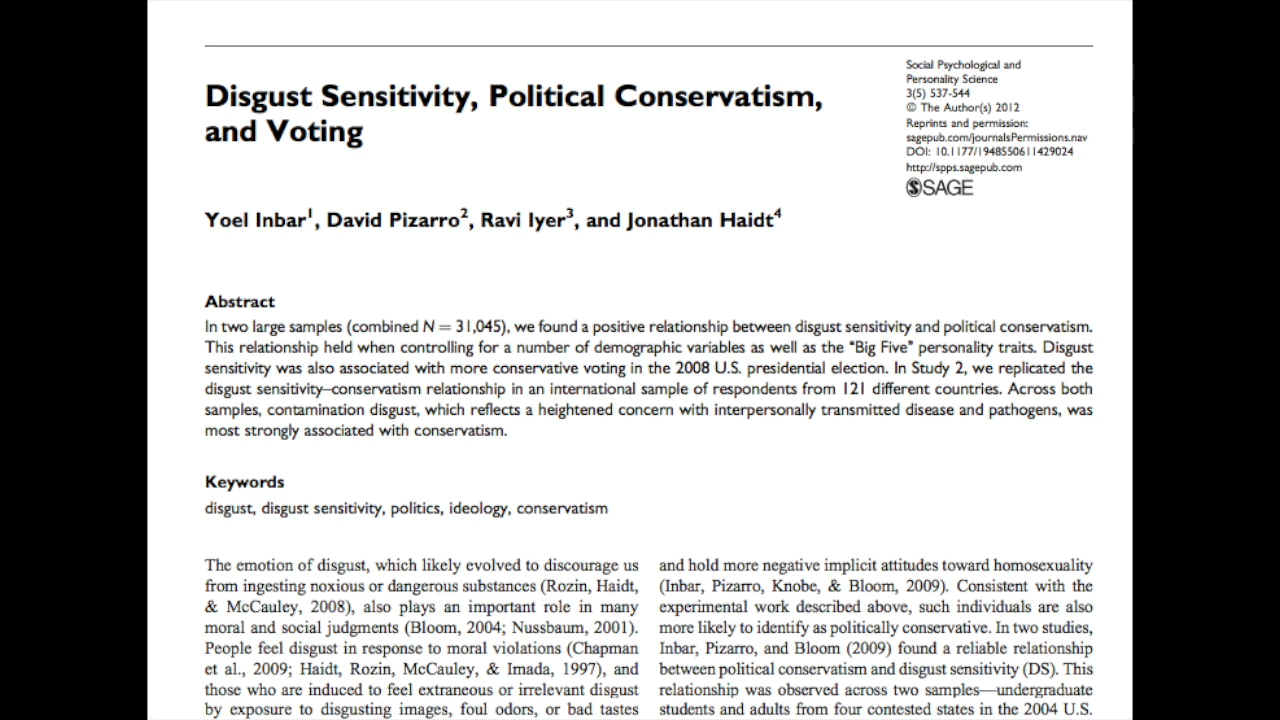 Disgust Sensitivity, Political Conservatism,
and Voting
Social Psychological and
Personality Science
3(5) 537-544
© The Author(s) 2012
Reprints and permission:
sagepub.com/journalsPermissions.nav
DOI: 10.1177/1948550611429024
http://spps.sagepub.com
SAGE
Yoel Inbar1, David Pizarro2, Ravi Iyer3, and Jonathan Haidt4
Abstract
In two large samples (combined N = 31,045), we found a positive relationship between disgust sensitivity and political conservatism.
This relationship held when controlling for a number of demographic variables as well as the "Big Five" personality traits. Disgust
sensitivity was also associated with more conservative voting in the 2008 U.S. presidential election. In Study 2, we replicated the
disgust sensitivity–conservatism relationship in an international sample of respondents from 121 different countries. Across both
samples, contamination disgust, which reflects a heightened concern with interpersonally transmitted disease and pathogens, was
most strongly associated with conservatism.
Keywords
disgust, disgust sensitivity, politics, ideology, conservatism
The emotion of disgust, which likely evolved to discourage us
from ingesting noxious or dangerous substances (Rozin, Haidt,
& McCauley, 2008), also plays an important role in many
moral and social judgments (Bloom, 2004; Nussbaum, 2001).
People feel disgust in response to moral violations (Chapman
et al., 2009; Haidt, Rozin, McCauley, & Imada, 1997), and
those who are induced to feel extraneous or irrelevant disgust
by exposure to disgusting images, foul odors, or bad tastes
and hold more negative implicit attitudes toward homosexuality
(Inbar, Pizarro, Knobe, & Bloom, 2009). Consistent with the
experimental work described above, such individuals are also
more likely to identify as politically conservative. In two studies,
Inbar, Pizarro, and Bloom (2009) found a reliable relationship
between political conservatism and disgust sensitivity (DS). This
relationship was observed across two samples—undergraduate
students and adults from four contested states in the 2004 U.S.